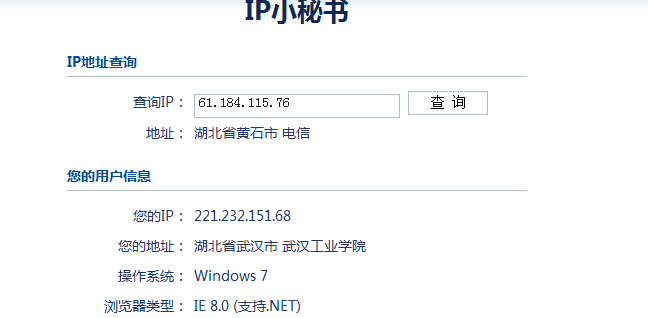 IP小秘书
IP地址查询
查询IP： 61.184.115.76 查 询
地址： 湖北省黄石市 电信
您的用户信息
您的IP： 221.232.151.68
您的地址： 湖北省武汉市 武汉工业学院
操作系统： Windows 7
浏览器类型： IE 8.0 (支持.NET)